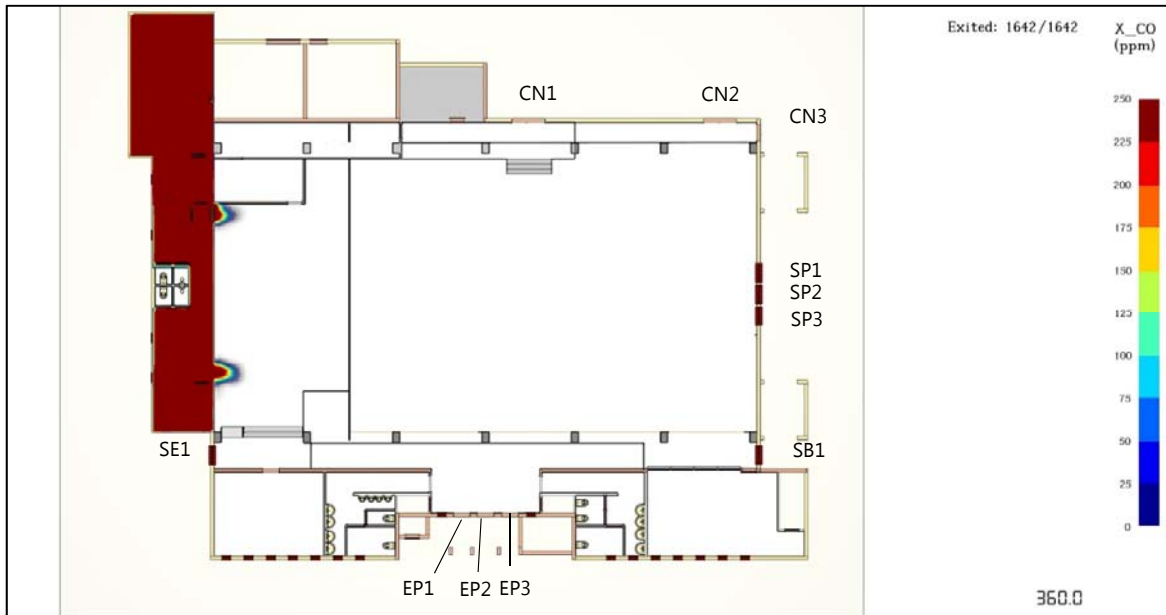 Exited: 1642/1642
X_CO
(ppm)
CN1
CN2
CN3
250
225
200
175
150
125
100
75
50
25
0
SP1
SP2
SP3
SE1
SB1
EP1
EP2
EP3
360.0